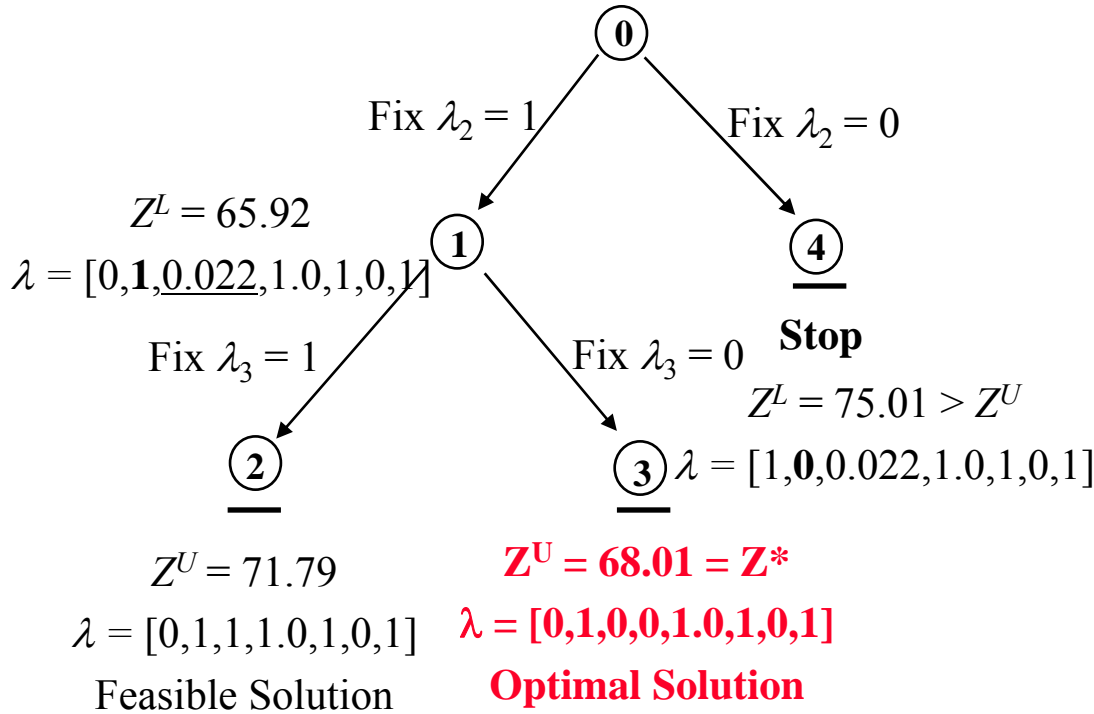 0
Fix λ₂ = 1
Fix λ₂ = 0
Zᴸ = 65.92
λ = [0,1,0.022,1.0,1,0,1]
1
4
Stop
Fix λ₃ = 1
Fix λ₃ = 0
Zᴸ = 75.01 > Zᵁ
λ = [1,0,0.022,1.0,1,0,1]
2
3
Zᵁ = 71.79
λ = [0,1,1,1.0,1,0,1]
Feasible Solution
Zᵁ = 68.01 = Z*
λ = [0,1,0,0,1.0,1,0,1]
Optimal Solution